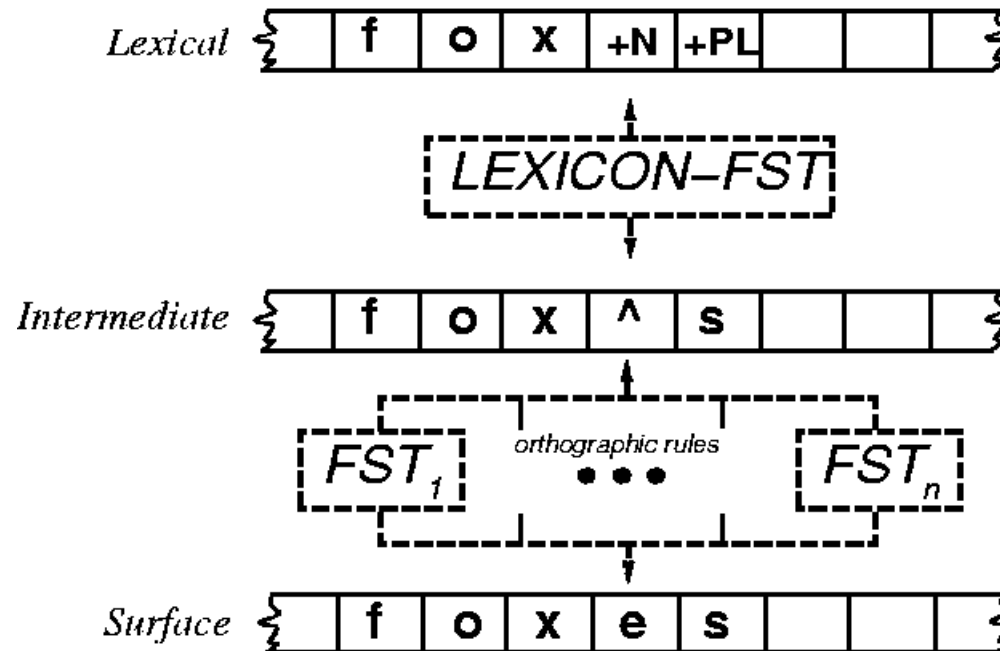 Lexical f o x +N +PL
LEXICON-FST
Intermediate f o x ^ s
orthographic rules
FST1 ... FSTn
Surface f o x e s